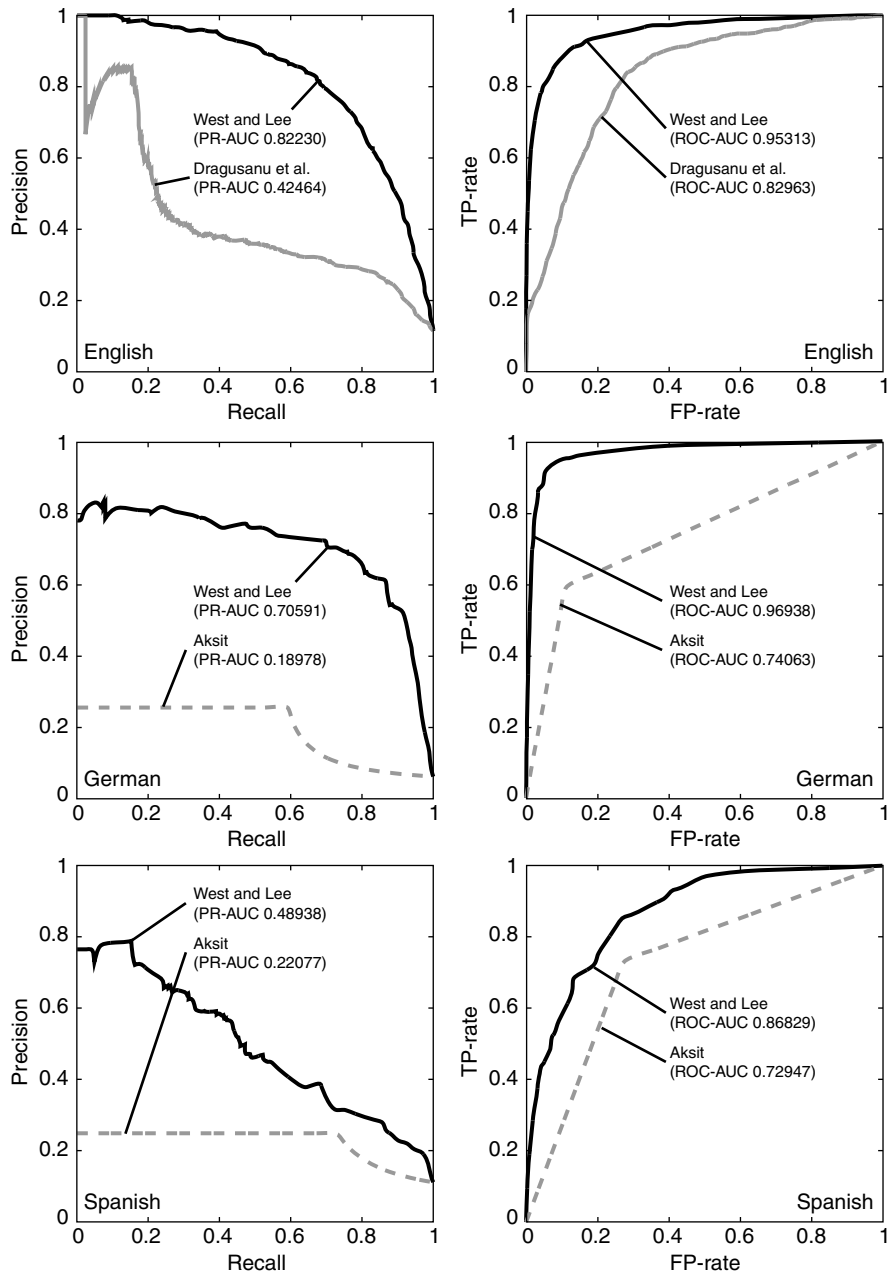 1
0.8
0.6
0.4
0.2
0
Precision
West and Lee
(PR-AUC 0.82230)
Dragusanu et al.
(PR-AUC 0.42464)
English
0 0.2 0.4 0.6 0.8 1
Recall
1
0.8
0.6
0.4
0.2
0
TP-rate
West and Lee
(ROC-AUC 0.95313)
Dragusanu et al.
(ROC-AUC 0.82963)
English
0 0.2 0.4 0.6 0.8 1
FP-rate
1
0.8
0.6
0.4
0.2
0
Precision
West and Lee
(PR-AUC 0.70591)
Aksit
(PR-AUC 0.18978)
German
0 0.2 0.4 0.6 0.8 1
Recall
1
0.8
0.6
0.4
0.2
0
TP-rate
West and Lee
(ROC-AUC 0.96938)
Aksit
(ROC-AUC 0.74063)
German
0 0.2 0.4 0.6 0.8 1
FP-rate
1
0.8
0.6
0.4
0.2
0
Precision
West and Lee
(PR-AUC 0.48938)
Aksit
(PR-AUC 0.22077)
Spanish
0 0.2 0.4 0.6 0.8 1
Recall
1
0.8
0.6
0.4
0.2
0
TP-rate
West and Lee
(ROC-AUC 0.86829)
Aksit
(ROC-AUC 0.72947)
Spanish
0 0.2 0.4 0.6 0.8 1
FP-rate